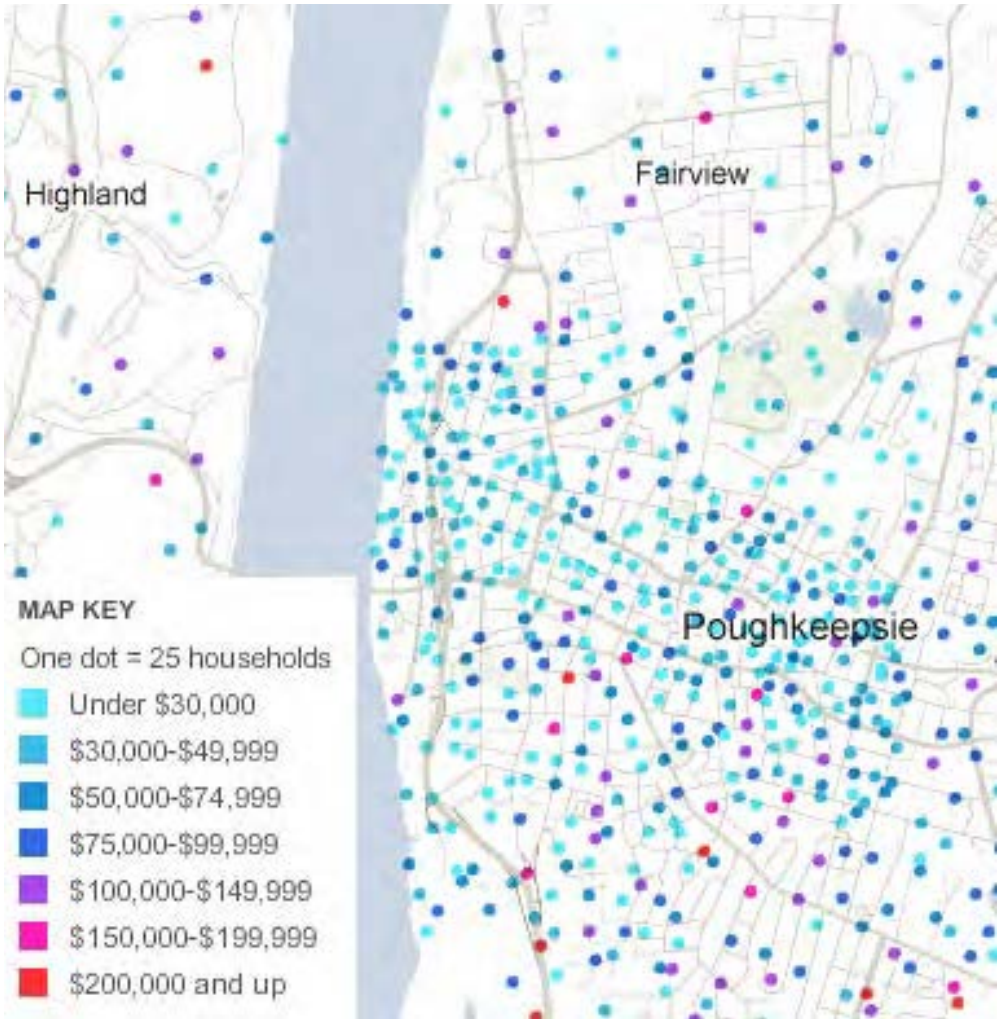 Fairview
Highland
Poughkeepsie
MAP KEY
One dot = 25 households
Under $30,000
$30,000-$49,999
$50,000-$74,999
$75,000-$99,999
$100,000-$149,999
$150,000-$199,999
$200,000 and up